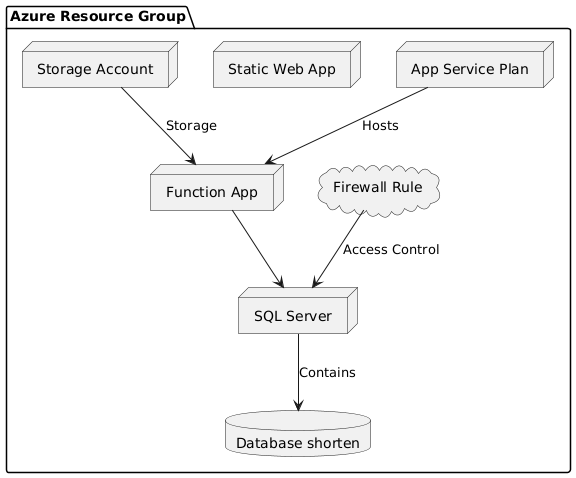 Azure Resource Group
Storage Account
Static Web App
App Service Plan
Storage
Hosts
Function App
Firewall Rule
Access Control
SQL Server
Contains
Database shorten